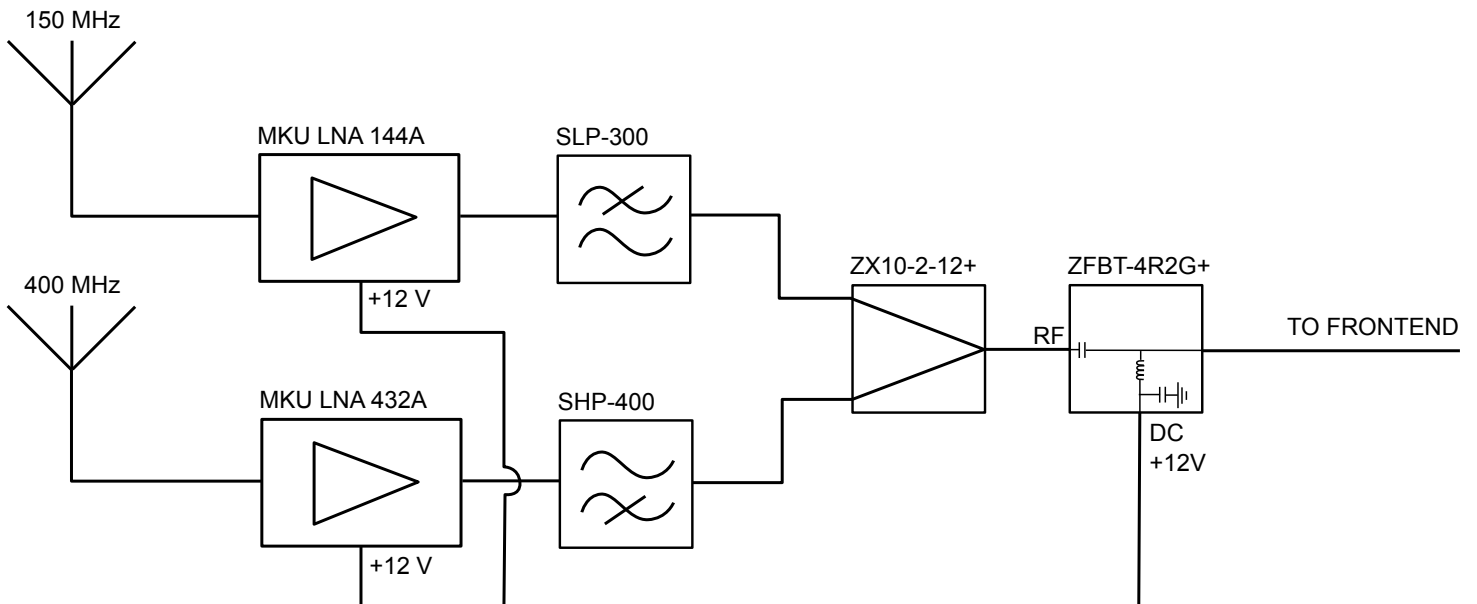 150 MHz
MKU LNA 144A
SLP-300
+12 V
400 MHz
ZX10-2-12+
ZFBT-4R2G+
RF
TO FRONTEND
MKU LNA 432A
SHP-400
DC
+12V
+12 V